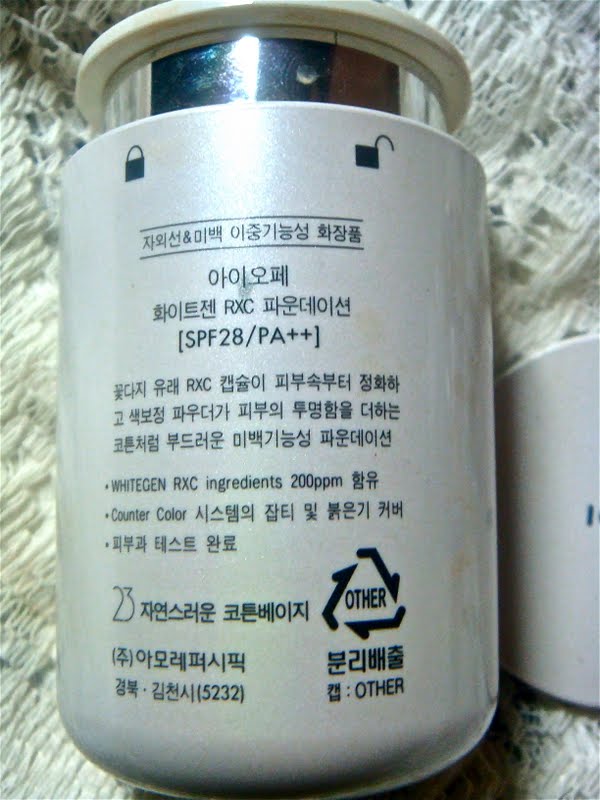 자외선&미백 이중기능성 화장품
아이오페
화이트젠 RXC 파운데이션
[SPF28/PA++]
꽃다지 유래 RXC 캡슐이 피부속부터 정화하
고 색보정 파우더가 피부의 투명함을 더하는
코튼처럼 부드러운 미백기능성 파운데이션
•WHITEGEN RXC ingredients 200ppm 함유
•Counter Color 시스템의 잡티 및 붉은기 커버
•피부과 테스트 완료
23 자연스러운 코튼베이지
(주)아모레퍼시픽
경북·김천시(5232)
OTHER
분리배출
캡 : OTHER